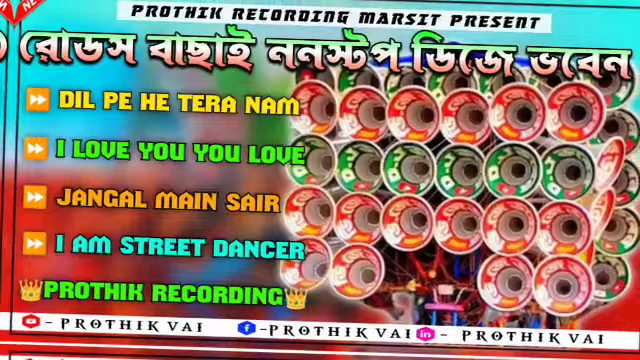 PROTHIK RECORDING MARSIT PRESENT
রোডস বাছাই ননস্টপ ডিজে ভবেন
⏩ DIL PE HE TERA NAM
⏩ I LOVE YOU YOU LOVE
⏩ JANGAL MAIN SAIR
⏩ I AM STREET DANCER
👑PROTHIK RECORDING👑
- PROTHIK VAI -PROTHIK VAI - PROTHIK VAI